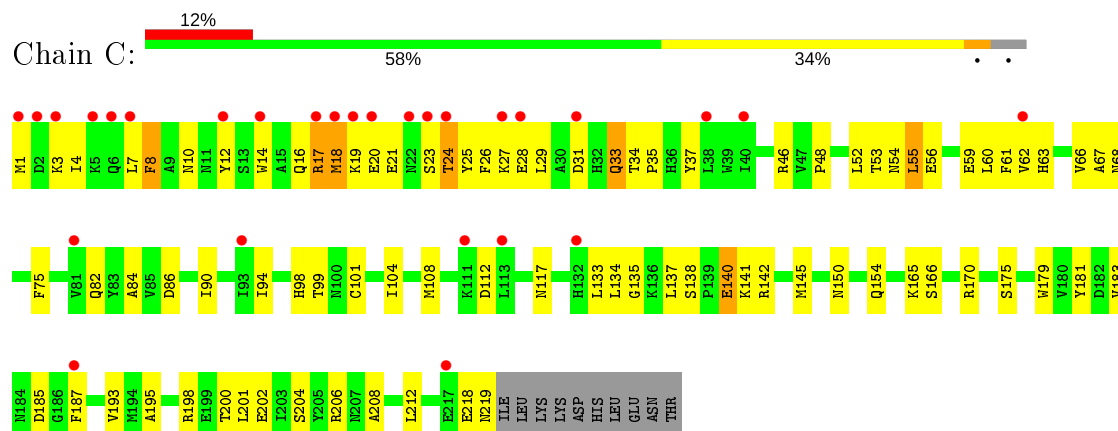 12%
Chain C:
58% 34% • •
M1 D2 K3 I4 K5 Q6 L7 F8 A9 N10 N11 Y12 S13 W14 A15 Q16 R17 M18 K19 E20 E21 N22 S23 T24 Y25 F26 K27 E28 L29 A30 D31 H32 Q33 T34 P35 H36 Y37 L38 W39 I40 R46 V47 P48 L52 T53 N54 L55 E56 E59 L60 F61 V62 H63 V66 A67 N68
F75 V81 Q82 Y83 A84 V85 D86 I90 I93 I94 H98 T99 N100 C101 I104 M108 K111 D112 L113 N117 H132 L133 L134 G135 K136 L137 S138 P139 E140 K141 R142 M145 N150 Q154 K165 S166 R170 S175 W179 V180 Y181 D182 V183
N184 D185 G186 F187 V193 M194 A195 R198 E199 T200 L201 E202 I203 S204 Y205 R206 N207 A208 L212 E217 E218 N219 ILE LEU LYS LYS ASP HIS LEU GLU ASN THR